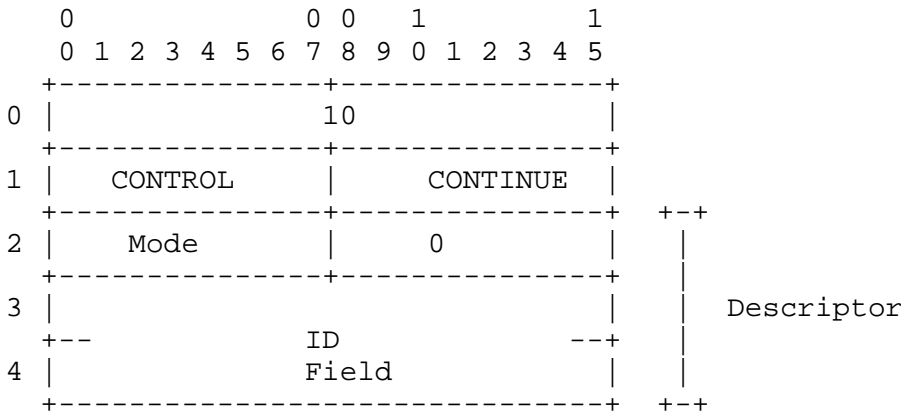 0 0 0 1 1
0 1 2 3 4 5 6 7 8 9 0 1 2 3 4 5
+---------------+---------------+
0 | 10 |
+---------------+---------------+
1 | CONTROL | CONTINUE |
+---------------+---------------+ +-+
2 | Mode | 0 | |
+---------------+---------------+ |
3 | | | Descriptor
+-- ID --+ |
4 | Field | |
+-------------------------------+ +-+